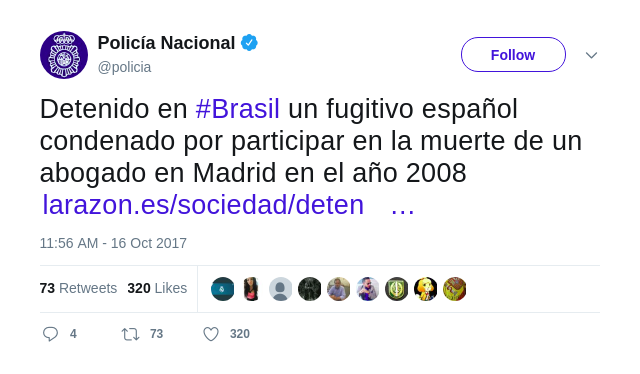 Policía Nacional
@policia
Follow
Detenido en #Brasil un fugitivo español
condenado por participar en la muerte de un
abogado en Madrid en el año 2008
larazon.es/sociedad/deten …
11:56 AM - 16 Oct 2017
73 Retweets 320 Likes
4 73 320